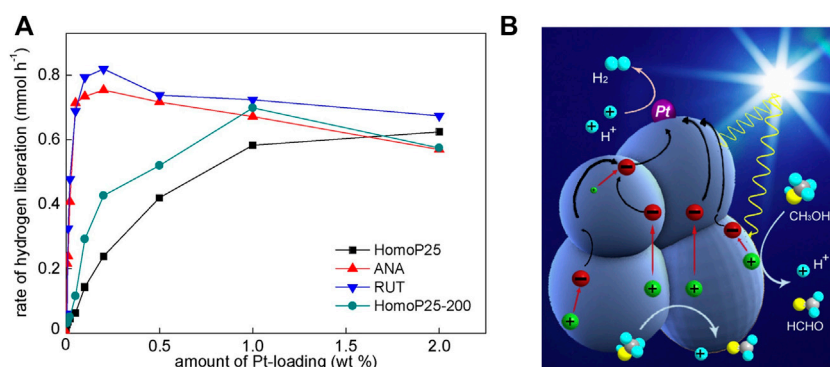 A
rate of hydrogen liberation (mmol h⁻¹)
0.8
0.6
0.4
0.2
0
0
0.5
1.0
1.5
2.0
amount of Pt-loading (wt %)
HomoP25
ANA
RUT
HomoP25-200
B
H₂
Pt
H⁺
CH₃OH
H⁺
HCHO